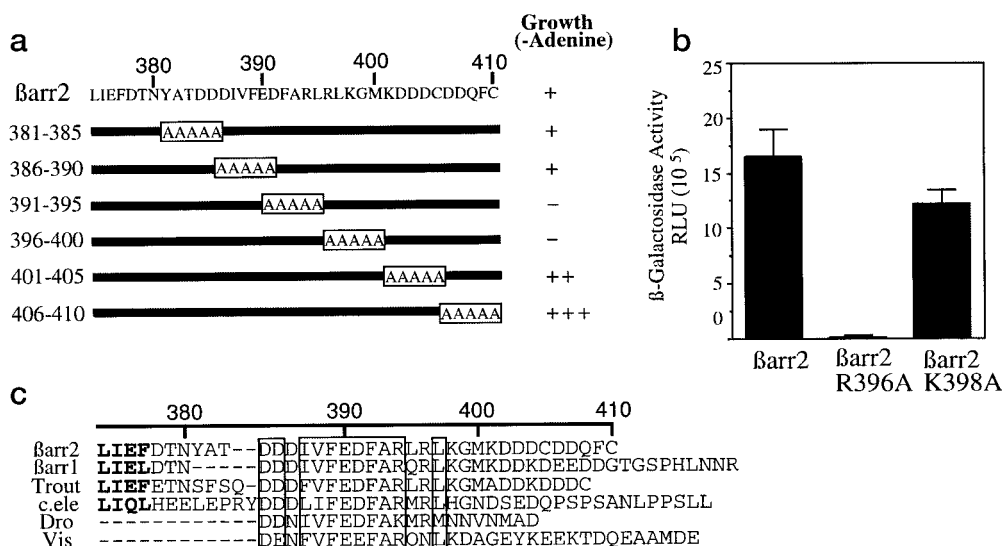 a
Growth
(-Adenine)
380 390 400 410
ßarr2 LIEFDTNYATDDDIVFEDFARLRLKGMKDDDCDDQFC +
381-385 AAAAA +
386-390 AAAAA +
391-395 AAAAA −
396-400 AAAAA −
401-405 AAAAA ++
406-410 AAAAA +++
b
ß-Galactosidase Activity
RLU (10 5)
25
20
15
10
5
0
ßarr2
ßarr2
R396A
ßarr2
K398A
c
380 390 400 410
ßarr2 LIEFDTNYAT--DDDIVFEDFARLRLKGMKDDDCDDQFC
ßarr1 LIELDTN-----DDDIVFEDFARQRLKGMKDDKDEEDDGTGSPHLNNR
Trout LIEFETNSFSQ-DDDFVFEDFARLRLKGMADDKDDDC
c.ele LIQLHEELEPRYDDDLIFEDFARMRLHGNDSEDQPSPSANLPPSLL
Dro ------------DDNIVFEDFAKMRMNNVNMAD
Vis ------------DENFVFEEFARQNLKDAGEYKEEKTDQEAAMDE